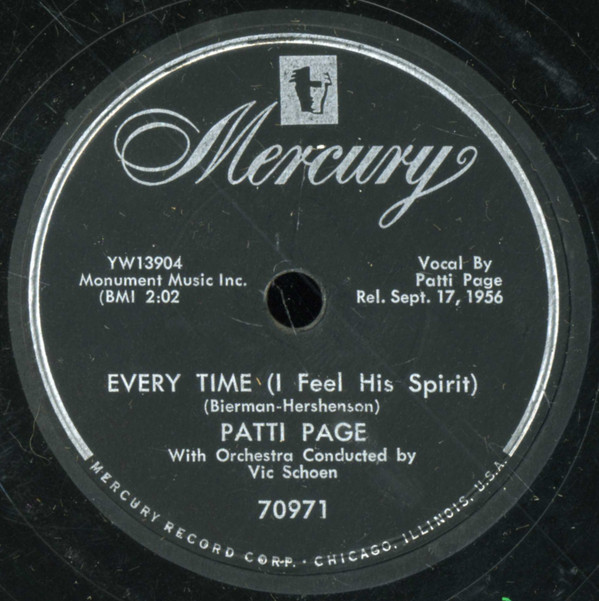 Mercury
YW13904
Monument Music Inc.
(BMI 2:02
Vocal By
Patti Page
Rel. Sept. 17, 1956
EVERY TIME (I Feel His Spirit)
(Bierman-Hershenson)
PATTI PAGE
With Orchestra Conducted by
Vic Schoen
70971
MERCURY RECORD CORP. • CHICAGO, ILLINOIS, U.S.A.